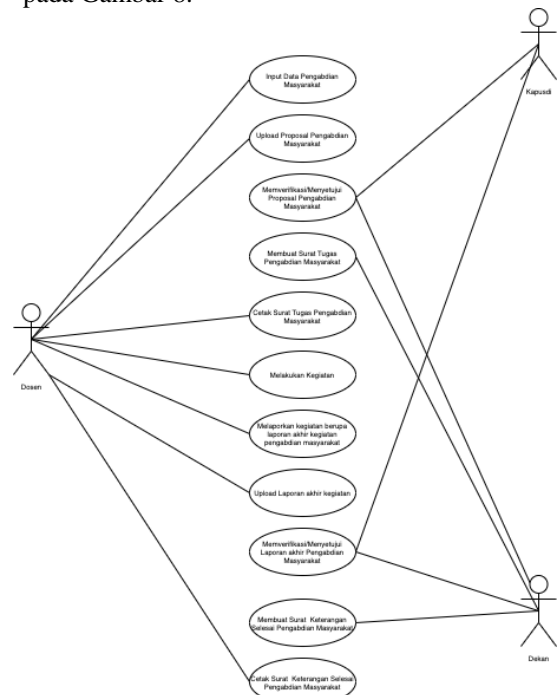 pada Gambar 8.
Input Data Pengabdian
Masyarakat
Kapusdi
Upload Proposal Pengabdian
Masyarakat
Memverifikasi/Menyetujui
Proposal Pengabdian
Masyarakat
Membuat Surat Tugas
Pengabdian Masyarakat
Cetak Surat Tugas Pengabdian
Masyarakat
Dosen
Melakukan Kegiatan
Melaporkan kegiatan berupa
laporan akhir kegiatan
pengabdian masyarakat
Upload Laporan akhir kegiatan
Memverifikasi/Menyetujui
Laporan akhir Pengabdian
Masyarakat
Membuat Surat Keterangan
Selesai Pengabdian Masyarakat
Dekan
Cetak Surat Keterangan Selesai
Pengabdian Masyarakat